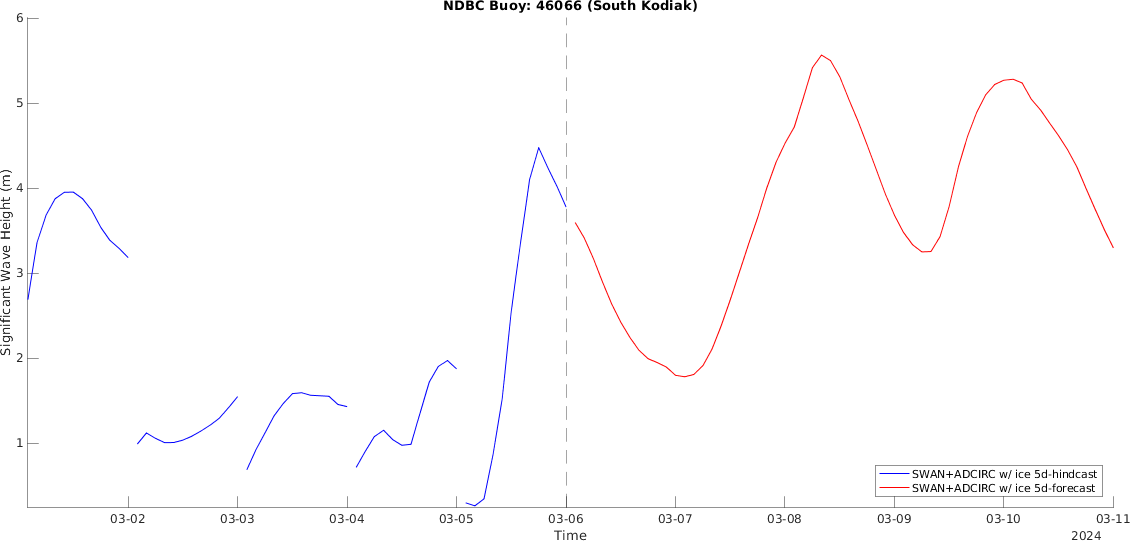 NDBC Buoy: 46066 (South Kodiak)
Significant Wave Height (m)
6
5
4
3
2
1
SWAN+ADCIRC w/ ice 5d-hindcast
SWAN+ADCIRC w/ ice 5d-forecast
03-02 03-03 03-04 03-05 03-06 03-07 03-08 03-09 03-10 03-11
Time
2024